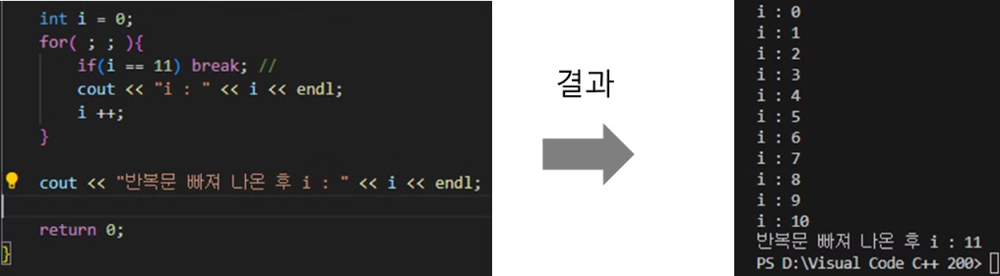 int i = 0;
for( ; ; ){
if(i == 11) break; //
cout << "i : " << i << endl;
i ++;
}
cout << "반복문 빠져 나온 후 i : " << i << endl;
return 0;
}
결과
i : 0
i : 1
i : 2
i : 3
i : 4
i : 5
i : 6
i : 7
i : 8
i : 9
i : 10
반복문 빠져 나온 후 i : 11
PS D:\Visual Code C++ 200>